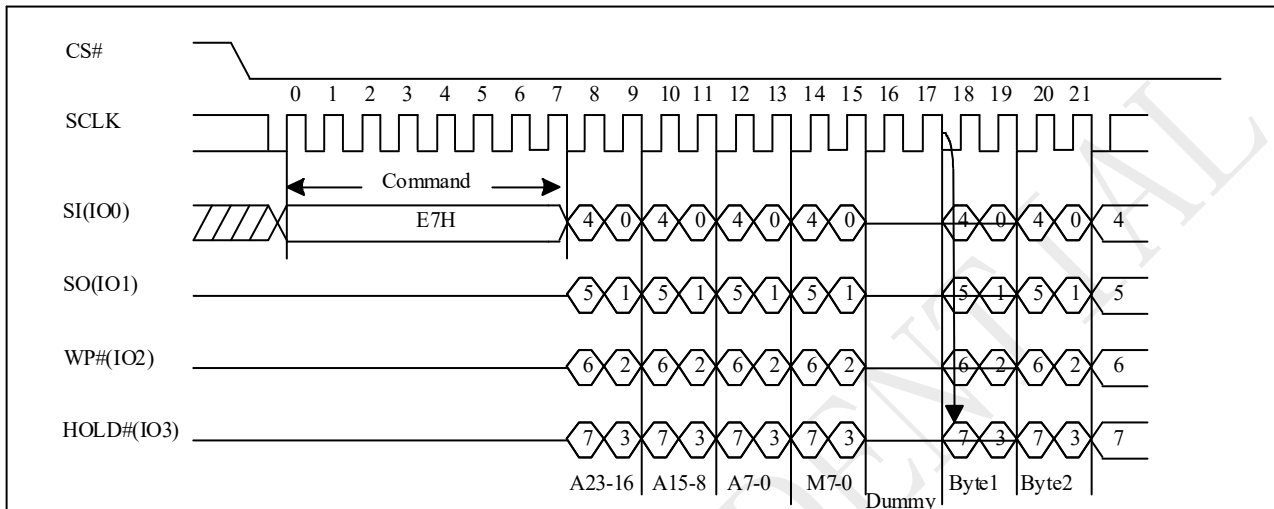 CS#
0 1 2 3 4 5 6 7 8 9 10 11 12 13 14 15 16 17 18 19 20 21
SCLK
Command
SI(IO0) E7H 4 0 4 0 4 0 4 0 4 0 4 0 4
SO(IO1) 5 1 5 1 5 1 5 1 5 1 5 1 5
WP#(IO2) 6 2 6 2 6 2 6 2 6 2 6 2 6
HOLD#(IO3) 7 3 7 3 7 3 7 3 7 3 7 3 7
A23-16 A15-8 A7-0 M7-0 Dummy Byte1 Byte2